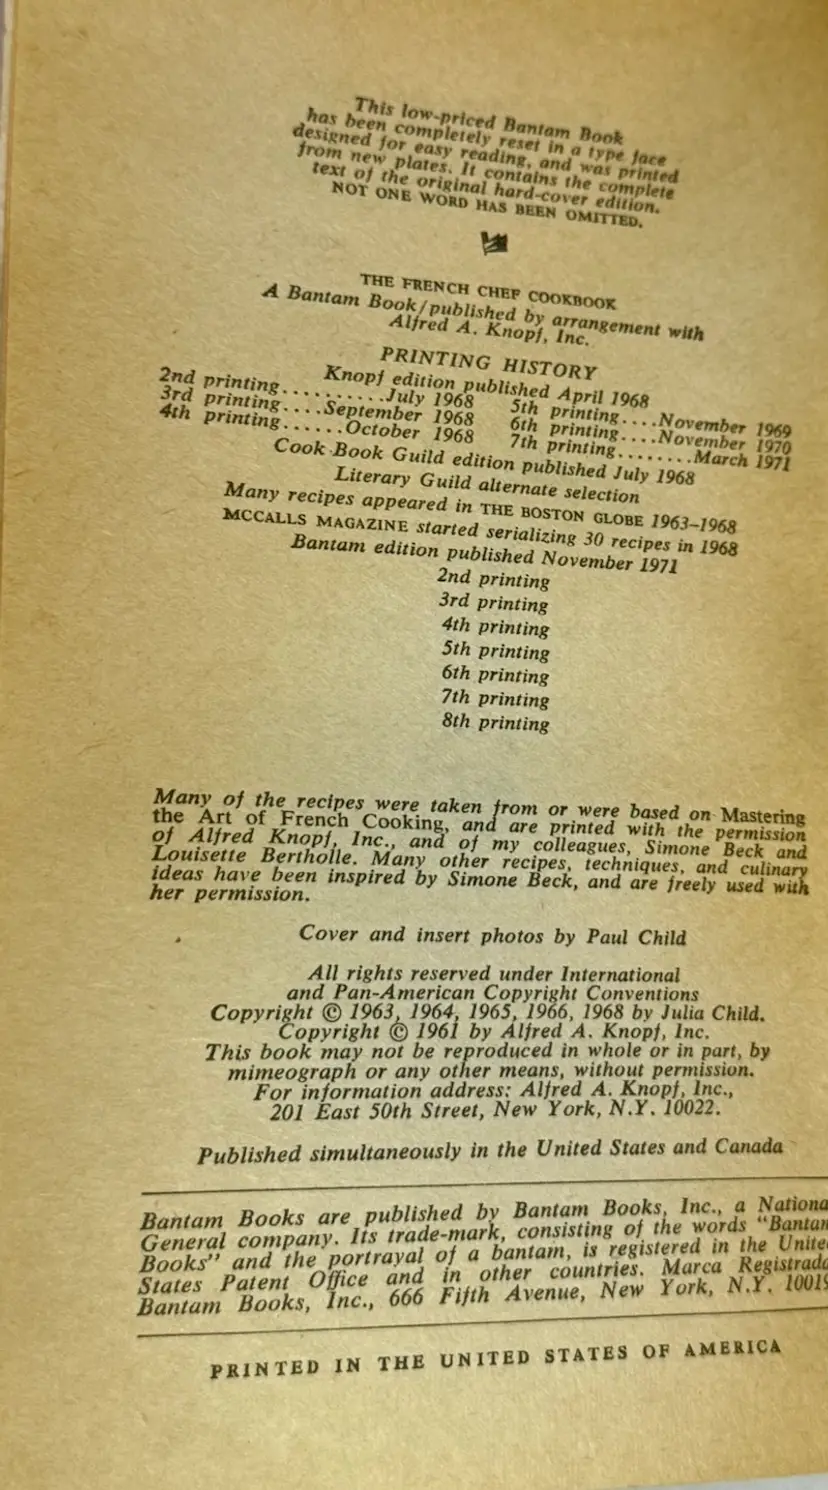 This low-priced Bantam Book
has been completely reset in a type face
designed for easy reading, and was printed
from new plates. It contains the complete
text of the original hard-cover edition.
NOT ONE WORD HAS BEEN OMITTED.
THE FRENCH CHEF COOKBOOK
A Bantam Book/published by arrangement with
Alfred A. Knopf, Inc.
PRINTING HISTORY
Knopf edition published April 1968
2nd printing..........July 1968 5th printing....November 1969
3rd printing....September 1968 6th printing....November 1970
4th printing......October 1968 7th printing........March 1971
Cook Book Guild edition published July 1968
Literary Guild alternate selection
Many recipes appeared in THE BOSTON GLOBE 1963–1968
MCCALLS MAGAZINE started serializing 30 recipes in 1968
Bantam edition published November 1971
2nd printing
3rd printing
4th printing
5th printing
6th printing
7th printing
8th printing
Many of the recipes were taken from or were based on Mastering
the Art of French Cooking, and are printed with the permission
of Alfred Knopf, Inc., and of my colleagues, Simone Beck and
Louisette Bertholle. Many other recipes, techniques, and culinary
ideas have been inspired by Simone Beck, and are freely used with
her permission.
Cover and insert photos by Paul Child
All rights reserved under International
and Pan-American Copyright Conventions
Copyright © 1963, 1964, 1965, 1966, 1968 by Julia Child.
Copyright © 1961 by Alfred A. Knopf, Inc.
This book may not be reproduced in whole or in part, by
mimeograph or any other means, without permission.
For information address: Alfred A. Knopf, Inc.,
201 East 50th Street, New York, N.Y. 10022.
Published simultaneously in the United States and Canada
Bantam Books are published by Bantam Books, Inc., a Nationa
General company. Its trade-mark, consisting of the words "Bantam
Books" and the portrayal of a bantam, is registered in the Unite
States Patent Office and in other countries. Marca Registrada
Bantam Books, Inc., 666 Fifth Avenue, New York, N.Y. 10019
PRINTED IN THE UNITED STATES OF AMERICA